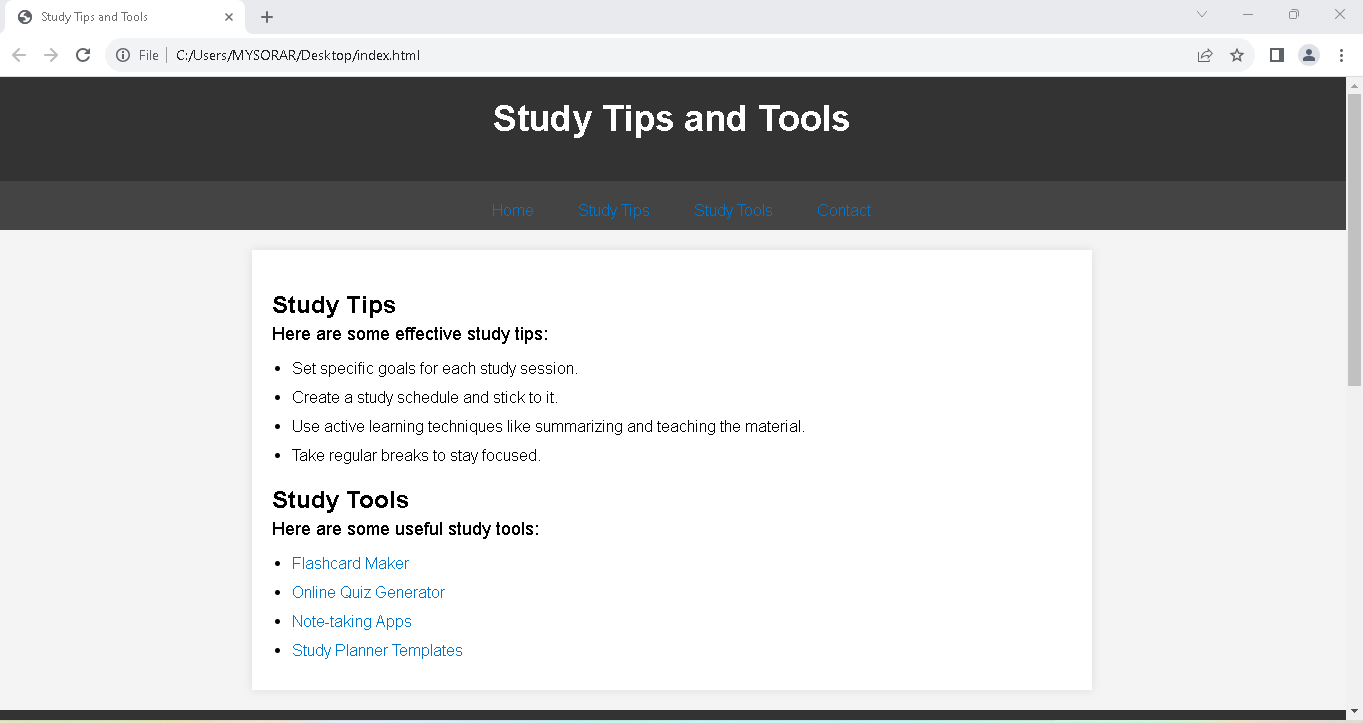 Study Tips and Tools
File C:/Users/MYSORAR/Desktop/index.html
Study Tips and Tools
Home Study Tips Study Tools Contact
Study Tips
Here are some effective study tips:
Set specific goals for each study session.
Create a study schedule and stick to it.
Use active learning techniques like summarizing and teaching the material.
Take regular breaks to stay focused.
Study Tools
Here are some useful study tools:
Flashcard Maker
Online Quiz Generator
Note-taking Apps
Study Planner Templates